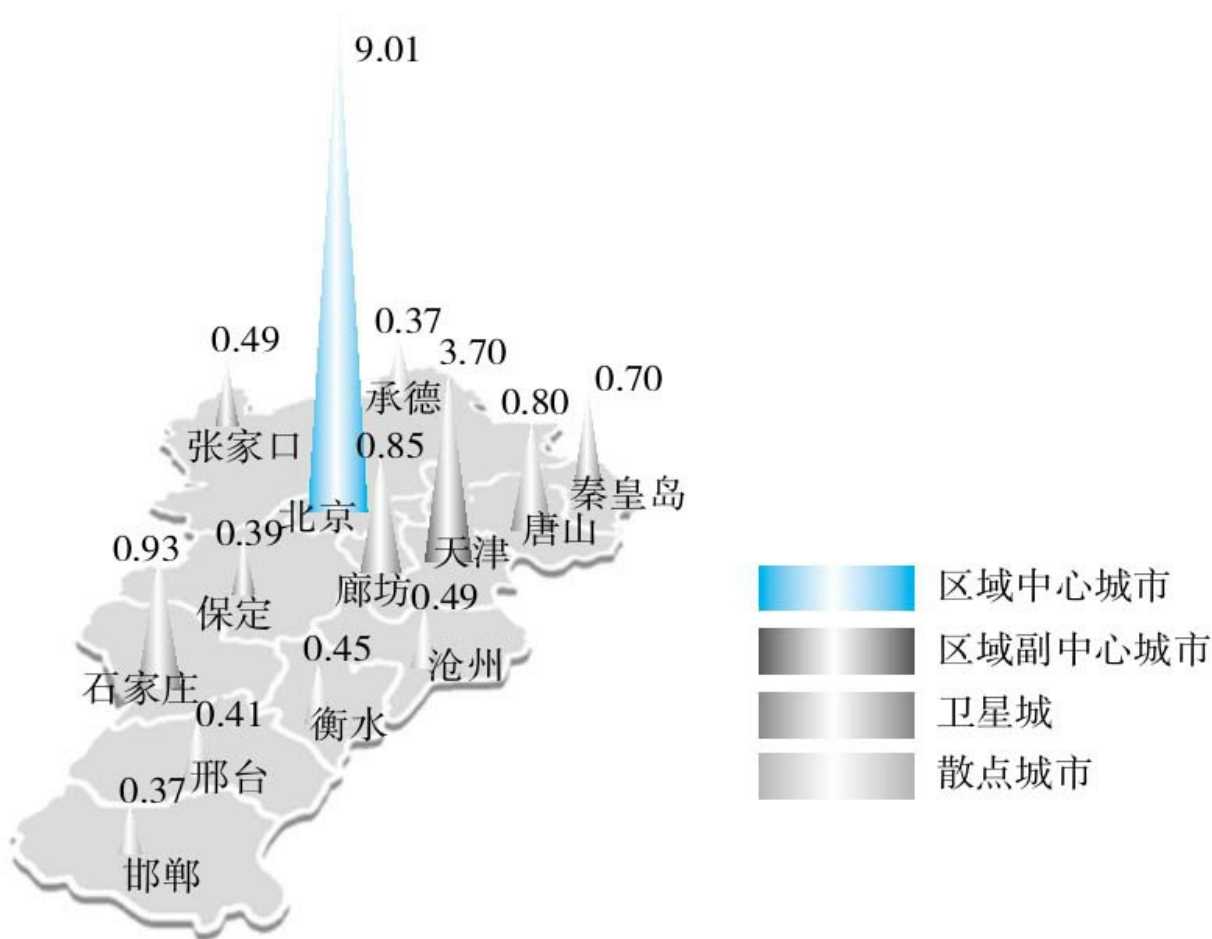 9.01
0.37
0.49
3.70
0.70
0.80
承德
张家口
0.85
秦皇岛
北京
唐山
0.39
0.93
天津
廊坊
0.49
保定
0.45
沧州
石家庄
0.41
衡水
邢台
0.37
邯郸
区域中心城市
区域副中心城市
卫星城
散点城市